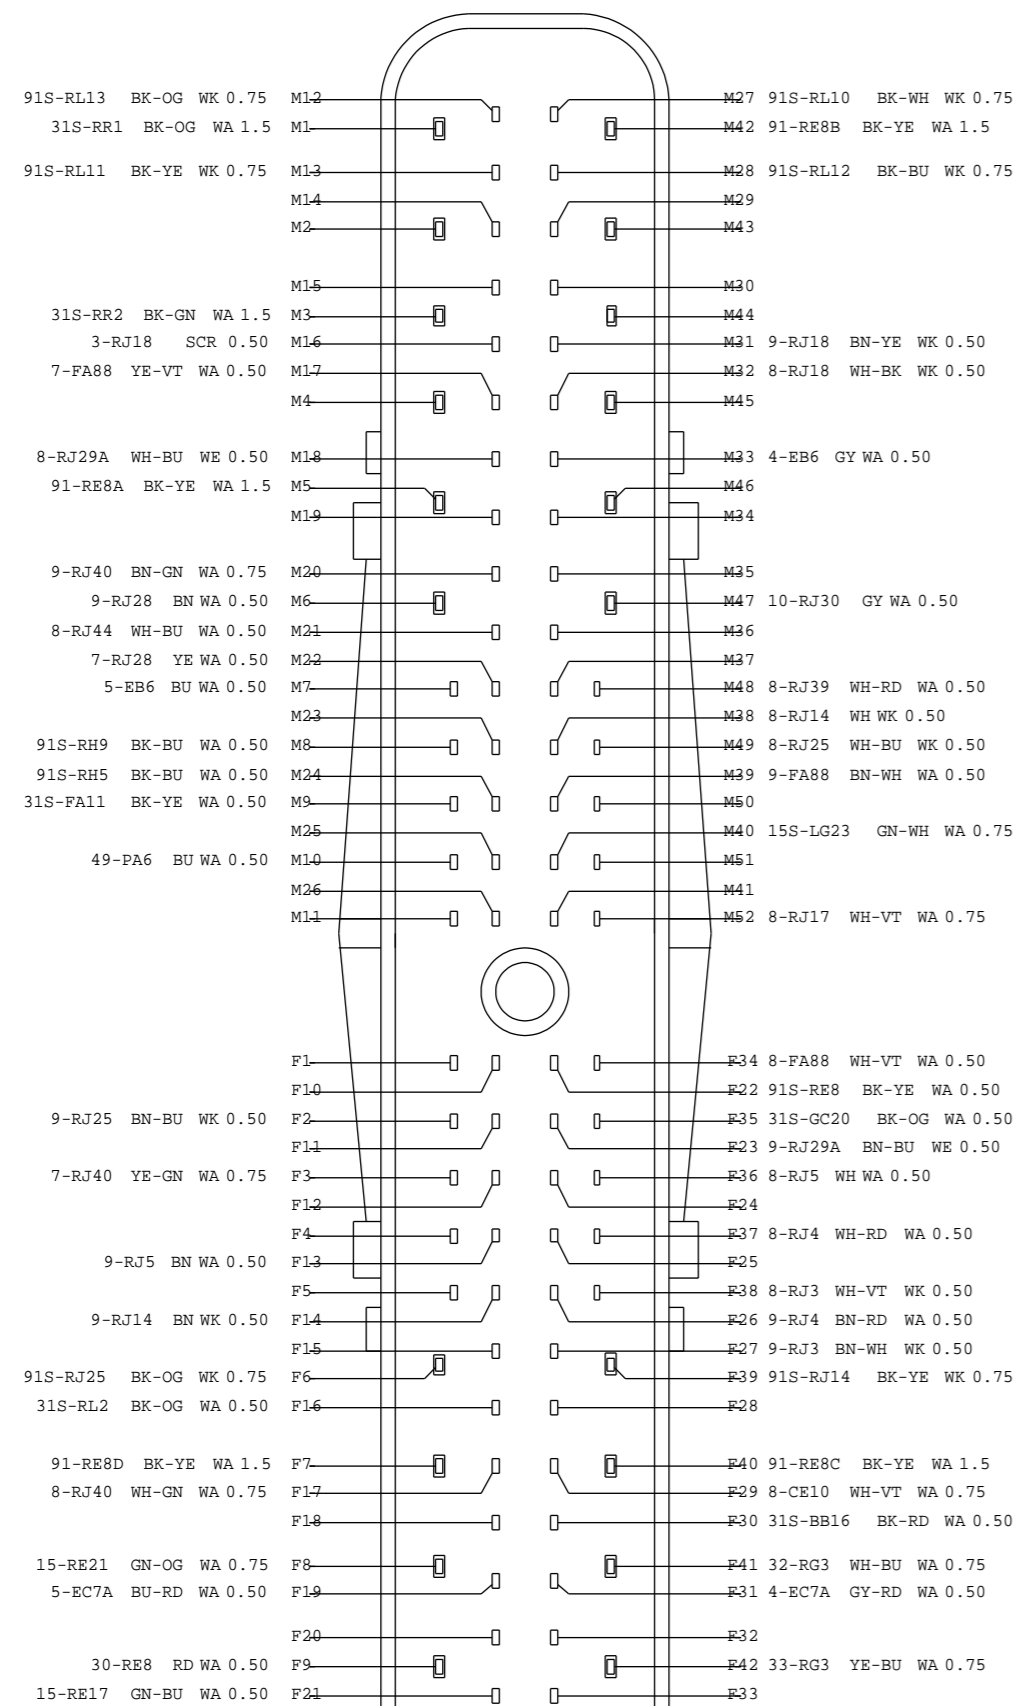 91S-RL13 BK-OG WK 0.75 M12 M27 91S-RL10 BK-WH WK 0.75
31S-RR1 BK-OG WA 1.5 M1 M42 91-RE8B BK-YE WA 1.5
91S-RL11 BK-YE WK 0.75 M13 M28 91S-RL12 BK-BU WK 0.75
M14 M29
M2 M43
M15 M30
31S-RR2 BK-GN WA 1.5 M3 M44
3-RJ18 SCR 0.50 M16 M31 9-RJ18 BN-YE WK 0.50
7-FA88 YE-VT WA 0.50 M17 M32 8-RJ18 WH-BK WK 0.50
M4 M45
8-RJ29A WH-BU WE 0.50 M18 M33 4-EB6 GY WA 0.50
91-RE8A BK-YE WA 1.5 M5 M46
M19 M34
9-RJ40 BN-GN WA 0.75 M20 M35
9-RJ28 BN WA 0.50 M6 M47 10-RJ30 GY WA 0.50
8-RJ44 WH-BU WA 0.50 M21 M36
7-RJ28 YE WA 0.50 M22 M37
5-EB6 BU WA 0.50 M7 M48 8-RJ39 WH-RD WA 0.50
M23 M38 8-RJ14 WH WK 0.50
91S-RH9 BK-BU WA 0.50 M8 M49 8-RJ25 WH-BU WK 0.50
91S-RH5 BK-BU WA 0.50 M24 M39 9-FA88 BN-WH WA 0.50
31S-FA11 BK-YE WA 0.50 M9 M50
M25 M40 15S-LG23 GN-WH WA 0.75
49-PA6 BU WA 0.50 M10 M51
M26 M41
M11 M52 8-RJ17 WH-VT WA 0.75
F1 F34 8-FA88 WH-VT WA 0.50
F10 F22 91S-RE8 BK-YE WA 0.50
9-RJ25 BN-BU WK 0.50 F2 F35 31S-GC20 BK-OG WA 0.50
F11 F23 9-RJ29A BN-BU WE 0.50
7-RJ40 YE-GN WA 0.75 F3 F36 8-RJ5 WH WA 0.50
F12 F24
F4 F37 8-RJ4 WH-RD WA 0.50
9-RJ5 BN WA 0.50 F13 F25
F5 F38 8-RJ3 WH-VT WK 0.50
9-RJ14 BN WK 0.50 F14 F26 9-RJ4 BN-RD WA 0.50
F15 F27 9-RJ3 BN-WH WK 0.50
91S-RJ25 BK-OG WK 0.75 F6 F39 91S-RJ14 BK-YE WK 0.75
31S-RL2 BK-OG WA 0.50 F16 F28
91-RE8D BK-YE WA 1.5 F7 F40 91-RE8C BK-YE WA 1.5
8-RJ40 WH-GN WA 0.75 F17 F29 8-CE10 WH-VT WA 0.75
F18 F30 31S-BB16 BK-RD WA 0.50
15-RE21 GN-OG WA 0.75 F8 F41 32-RG3 WH-BU WA 0.75
5-EC7A BU-RD WA 0.50 F19 F31 4-EC7A GY-RD WA 0.50
F20 F32
30-RE8 RD WA 0.50 F9 F42 33-RG3 YE-BU WA 0.75
15-RE17 GN-BU WA 0.50 F21 F33